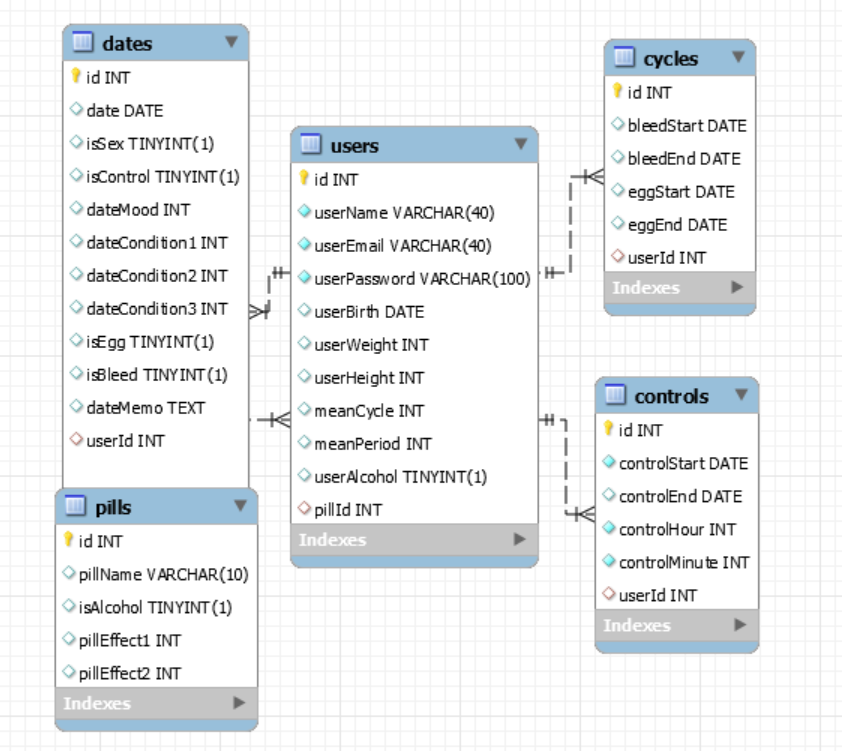 dates
id INT
date DATE
isSex TINYINT(1)
isControl TINYINT(1)
dateMood INT
dateCondition1 INT
dateCondition2 INT
dateCondition3 INT
isEgg TINYINT(1)
isBleed TINYINT(1)
dateMemo TEXT
userId INT
pills
id INT
pillName VARCHAR(10)
isAlcohol TINYINT(1)
pillEffect1 INT
pillEffect2 INT
Indexes
users
id INT
userName VARCHAR(40)
userEmail VARCHAR(40)
userPassword VARCHAR(100)
userBirth DATE
userWeight INT
userHeight INT
meanCycle INT
meanPeriod INT
userAlcohol TINYINT(1)
pillId INT
Indexes
cycles
id INT
bleedStart DATE
bleedEnd DATE
eggStart DATE
eggEnd DATE
userId INT
Indexes
controls
id INT
controlStart DATE
controlEnd DATE
controlHour INT
controlMinute INT
userId INT
Indexes